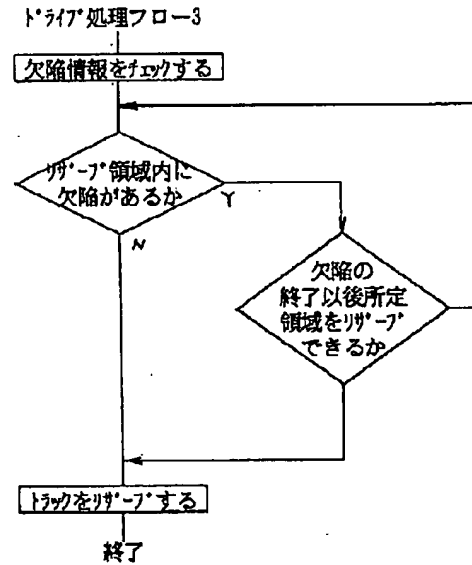 ﾄﾞﾗｲﾌﾞ処理フロー3
欠陥情報をﾁｪｯｸする
ﾘｻﾞｰﾌﾞ領域内に
欠陥があるか
Y
N
欠陥の
終了以後所定
領域をﾘｻﾞｰﾌﾞ
できるか
ﾄﾗｯｸをﾘｻﾞｰﾌﾞする
終了